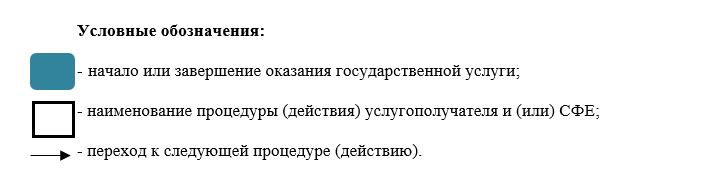 Условные обозначения:
- начало или завершение оказания государственной услуги;
- наименование процедуры (действия) услугополучателя и (или) СФЕ;
- переход к следующей процедуре (действию).